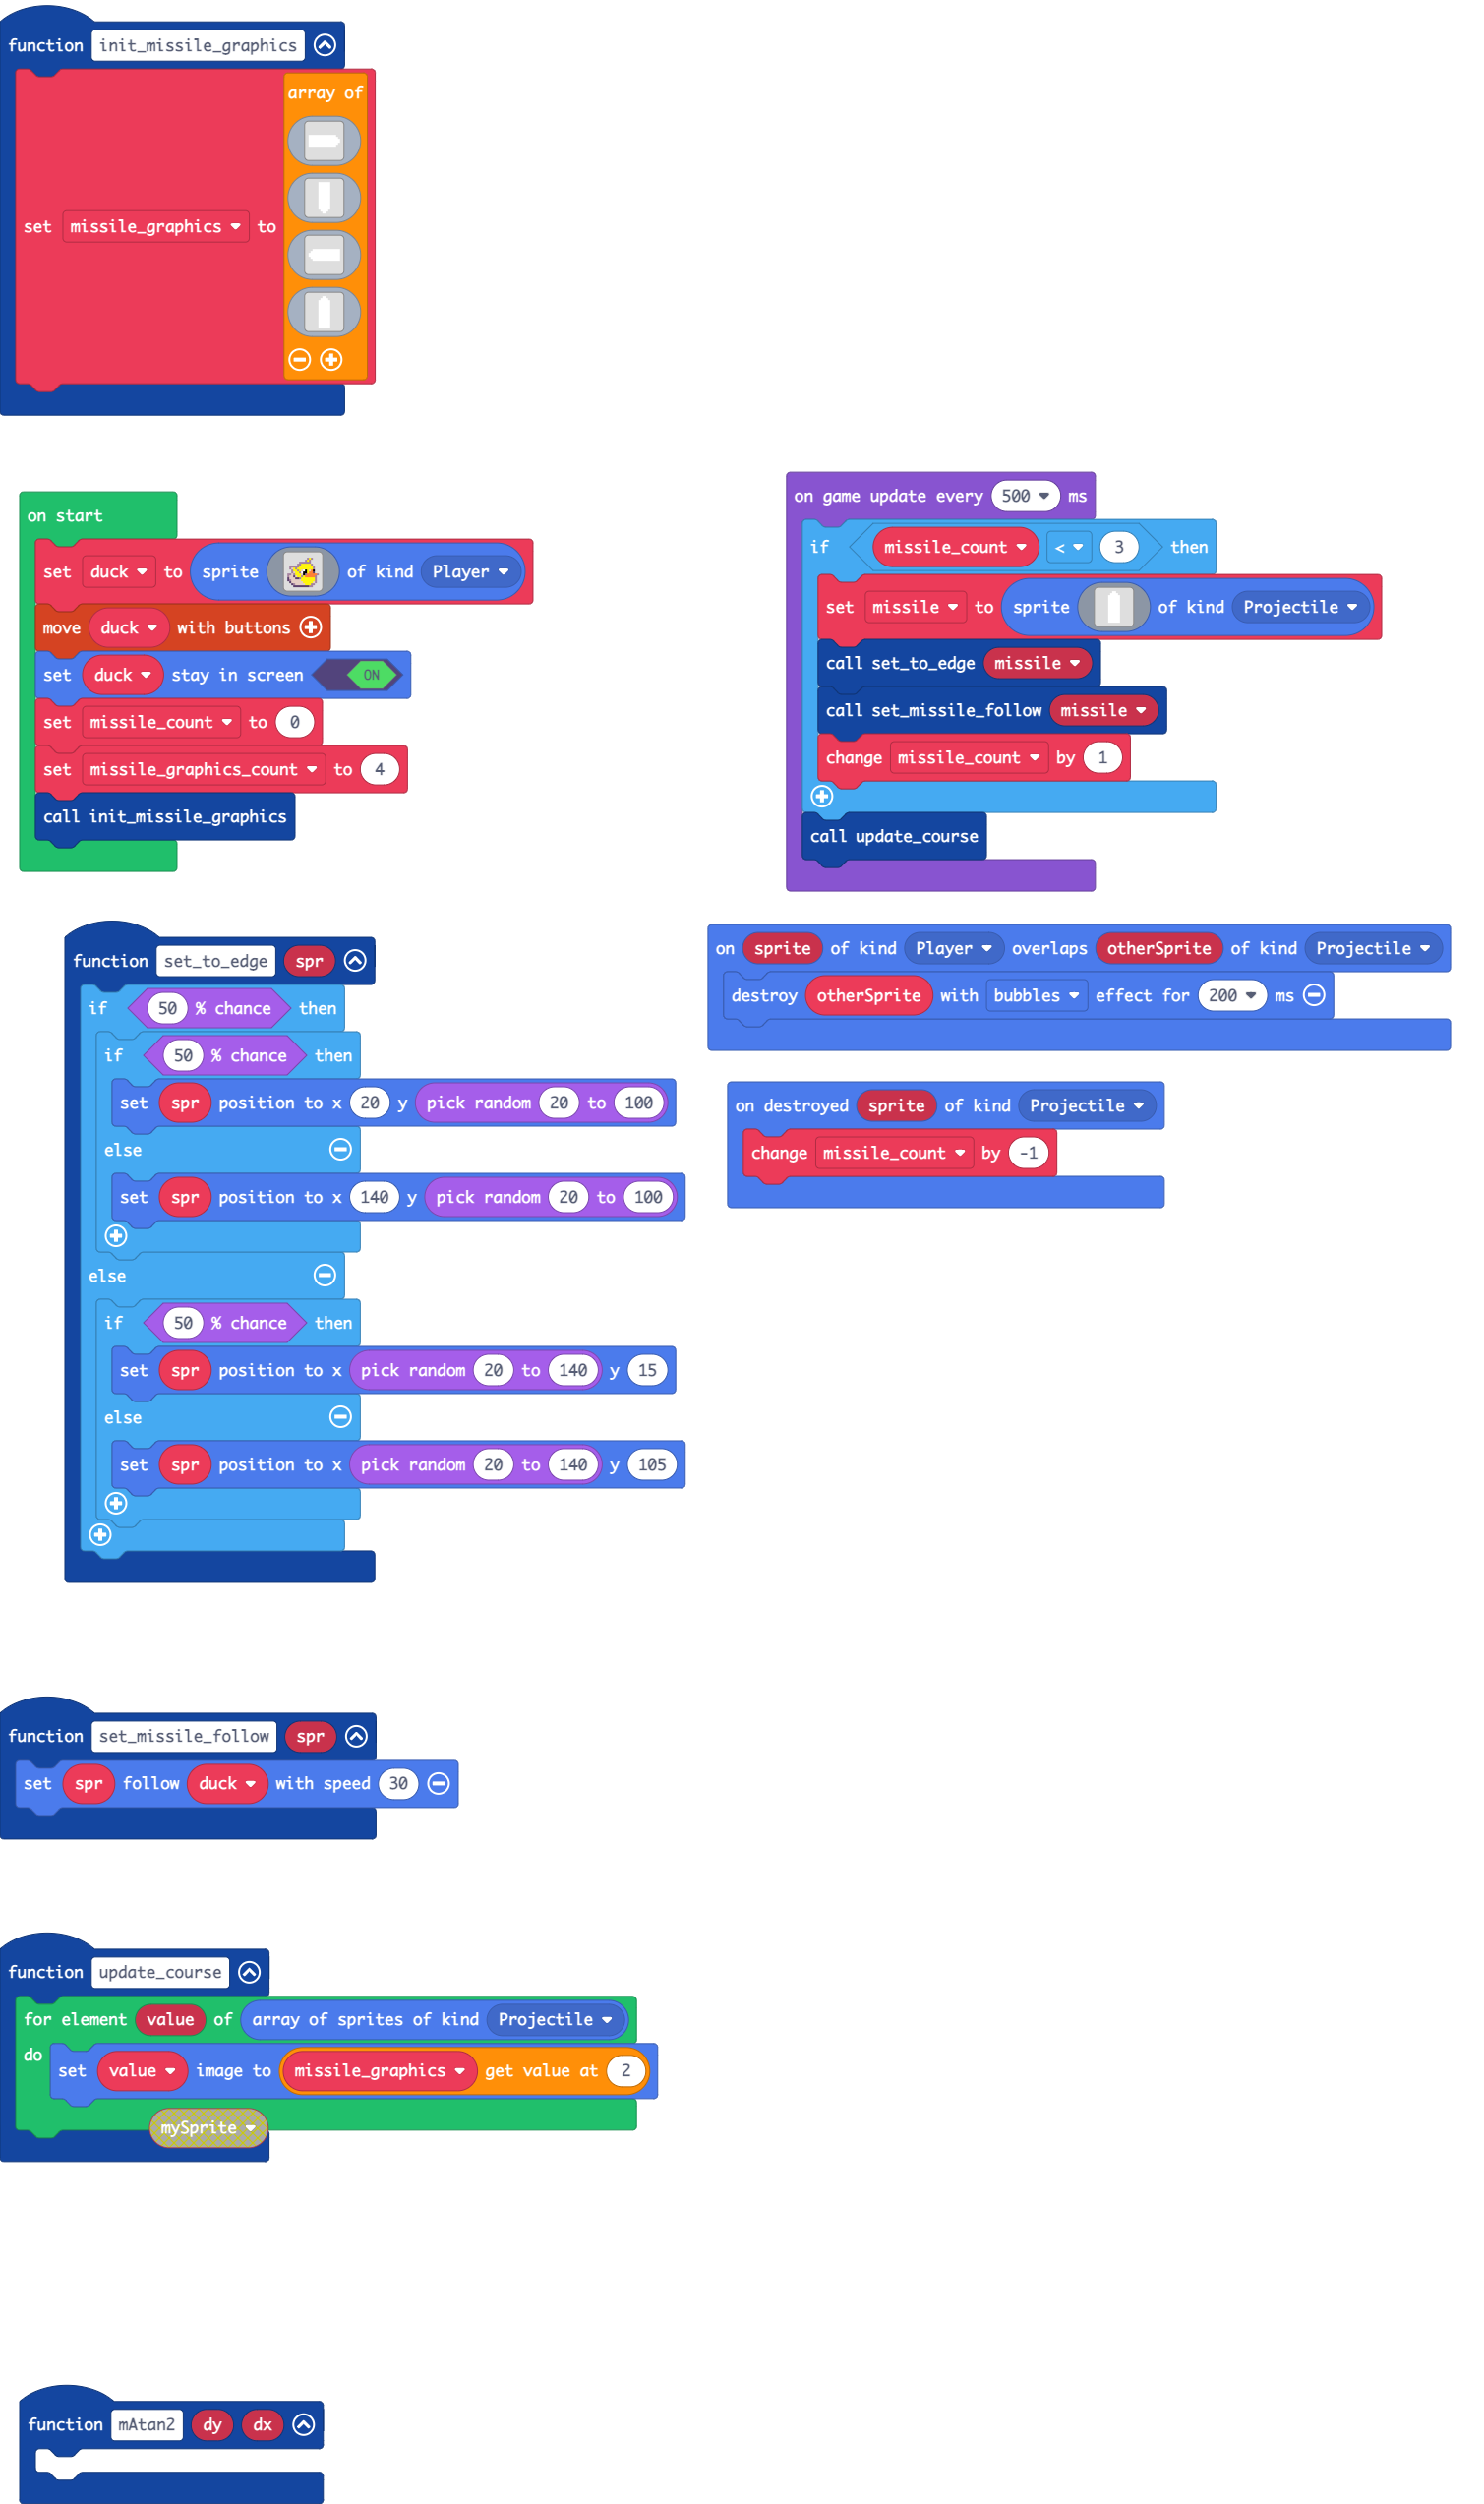 function init_missile_graphics
array of
set missile_graphics to
on start
set duck to sprite of kind Player
move duck with buttons
set duck stay in screen ON
set missile_count to 0
set missile_graphics_count to 4
call init_missile_graphics
on game update every 500 ms
if missile_count < 3 then
set missile to sprite of kind Projectile
call set_to_edge missile
call set_missile_follow missile
change missile_count by 1
call update_course
function set_to_edge spr
if 50 % chance then
if 50 % chance then
set spr position to x 20 y pick random 20 to 100
else
set spr position to x 140 y pick random 20 to 100
else
if 50 % chance then
set spr position to x pick random 20 to 140 y 15
else
set spr position to x pick random 20 to 140 y 105
on sprite of kind Player overlaps otherSprite of kind Projectile
destroy otherSprite with bubbles effect for 200 ms
on destroyed sprite of kind Projectile
change missile_count by -1
function set_missile_follow spr
set spr follow duck with speed 30
function update_course
for element value of array of sprites of kind Projectile
do
set value image to missile_graphics get value at 2
mySprite
function mAtan2 dy dx